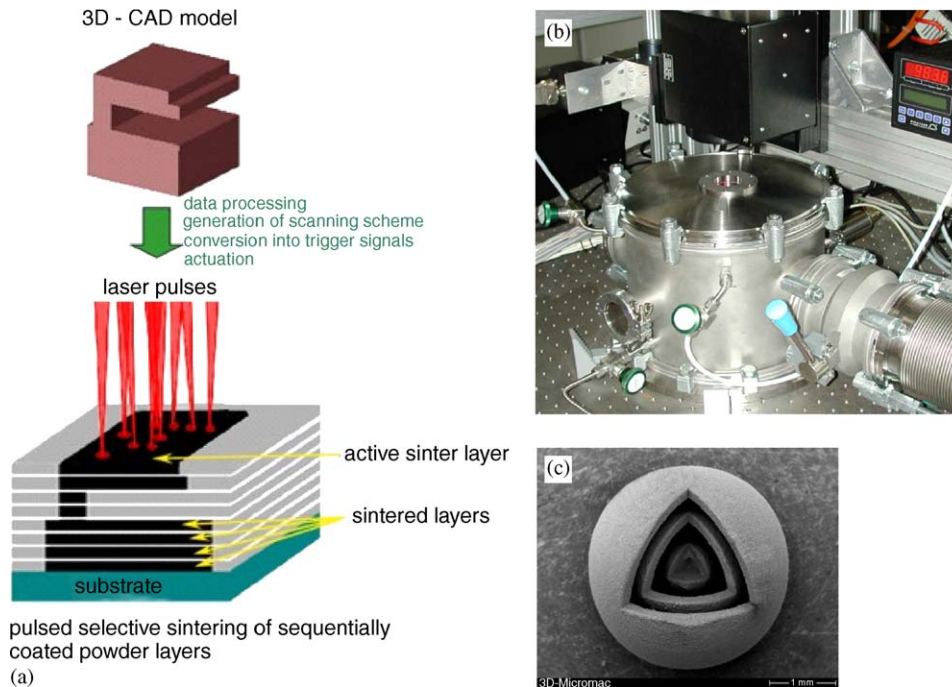 3D - CAD model
data processing
generation of scanning scheme
conversion into trigger signals
actuation
laser pulses
active sinter layer
sintered layers
substrate
pulsed selective sintering of sequentially
coated powder layers
(a)
(b)
(c)
3D-Micromac
1 mm